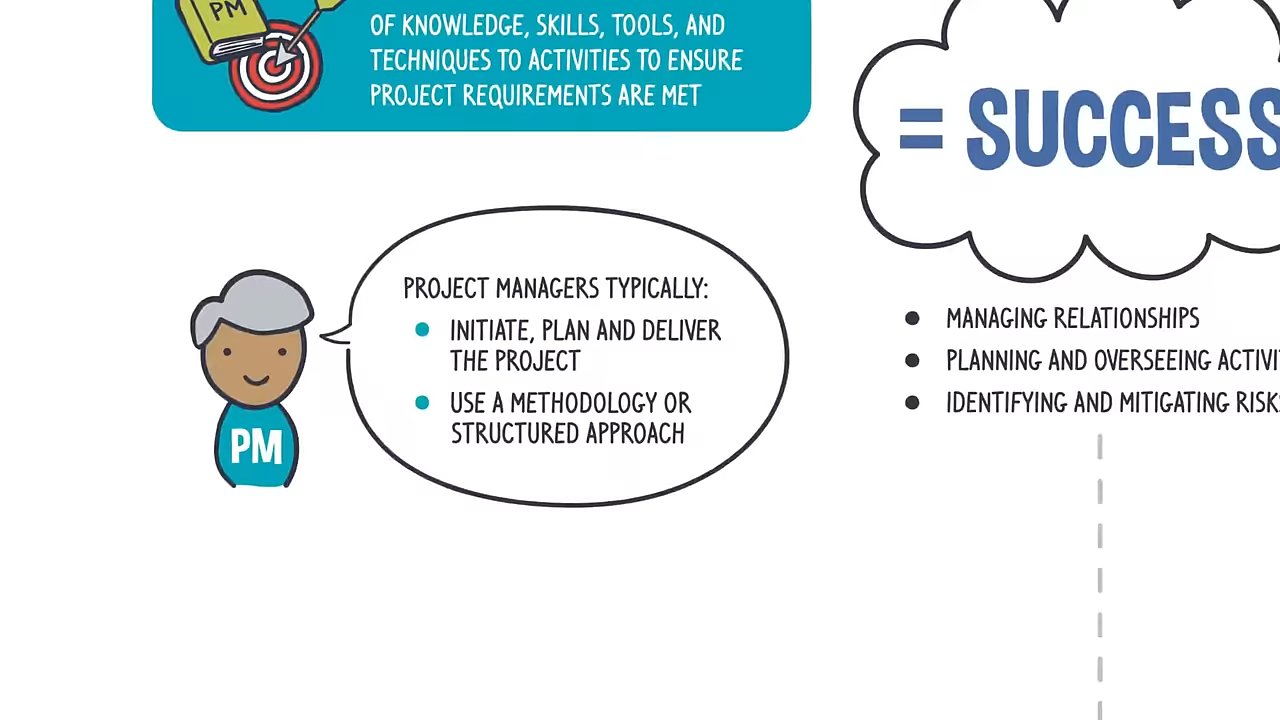 PM
OF KNOWLEDGE, SKILLS, TOOLS, AND
TECHNIQUES TO ACTIVITIES TO ENSURE
PROJECT REQUIREMENTS ARE MET
= SUCCESS
PROJECT MANAGERS TYPICALLY:
INITIATE, PLAN AND DELIVER
THE PROJECT
USE A METHODOLOGY OR
STRUCTURED APPROACH
PM
MANAGING RELATIONSHIPS
PLANNING AND OVERSEEING ACTIVI
IDENTIFYING AND MITIGATING RISKS